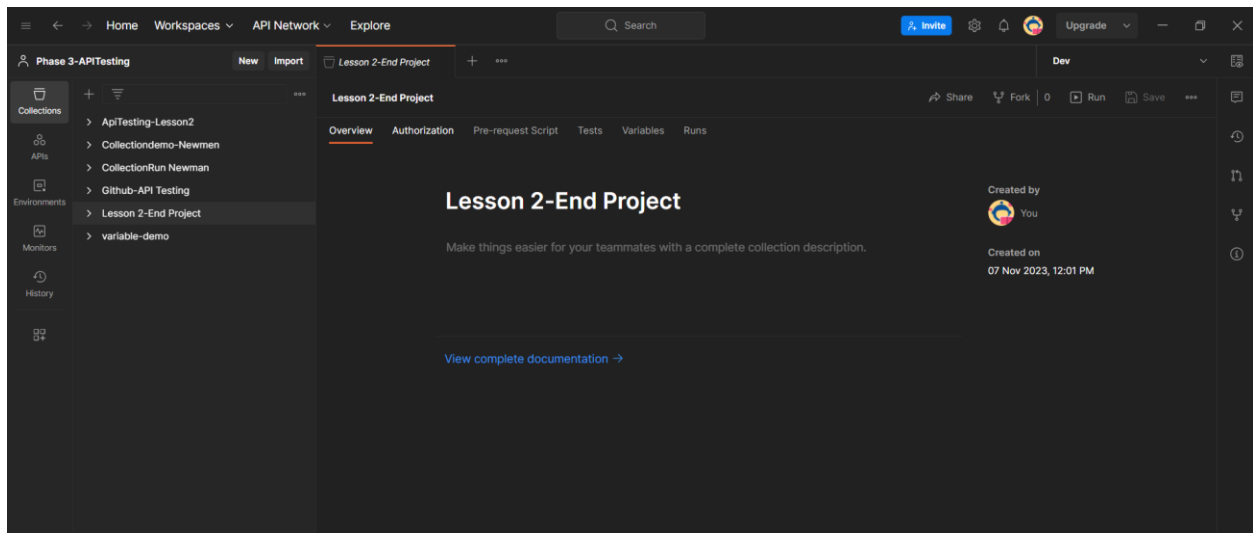 Home Workspaces API Network Explore Search Invite Upgrade
Phase 3-APITesting New Import Lesson 2-End Project Dev
Collections
APIs
Environments
Monitors
History
ApiTesting-Lesson2
Collectiondemo-Newmen
CollectionRun Newman
Github-API Testing
Lesson 2-End Project
variable-demo
Lesson 2-End Project Share Fork 0 Run Save
Overview Authorization Pre-request Script Tests Variables Runs
Lesson 2-End Project
Make things easier for your teammates with a complete collection description.
View complete documentation →
Created by
You
Created on
07 Nov 2023, 12:01 PM